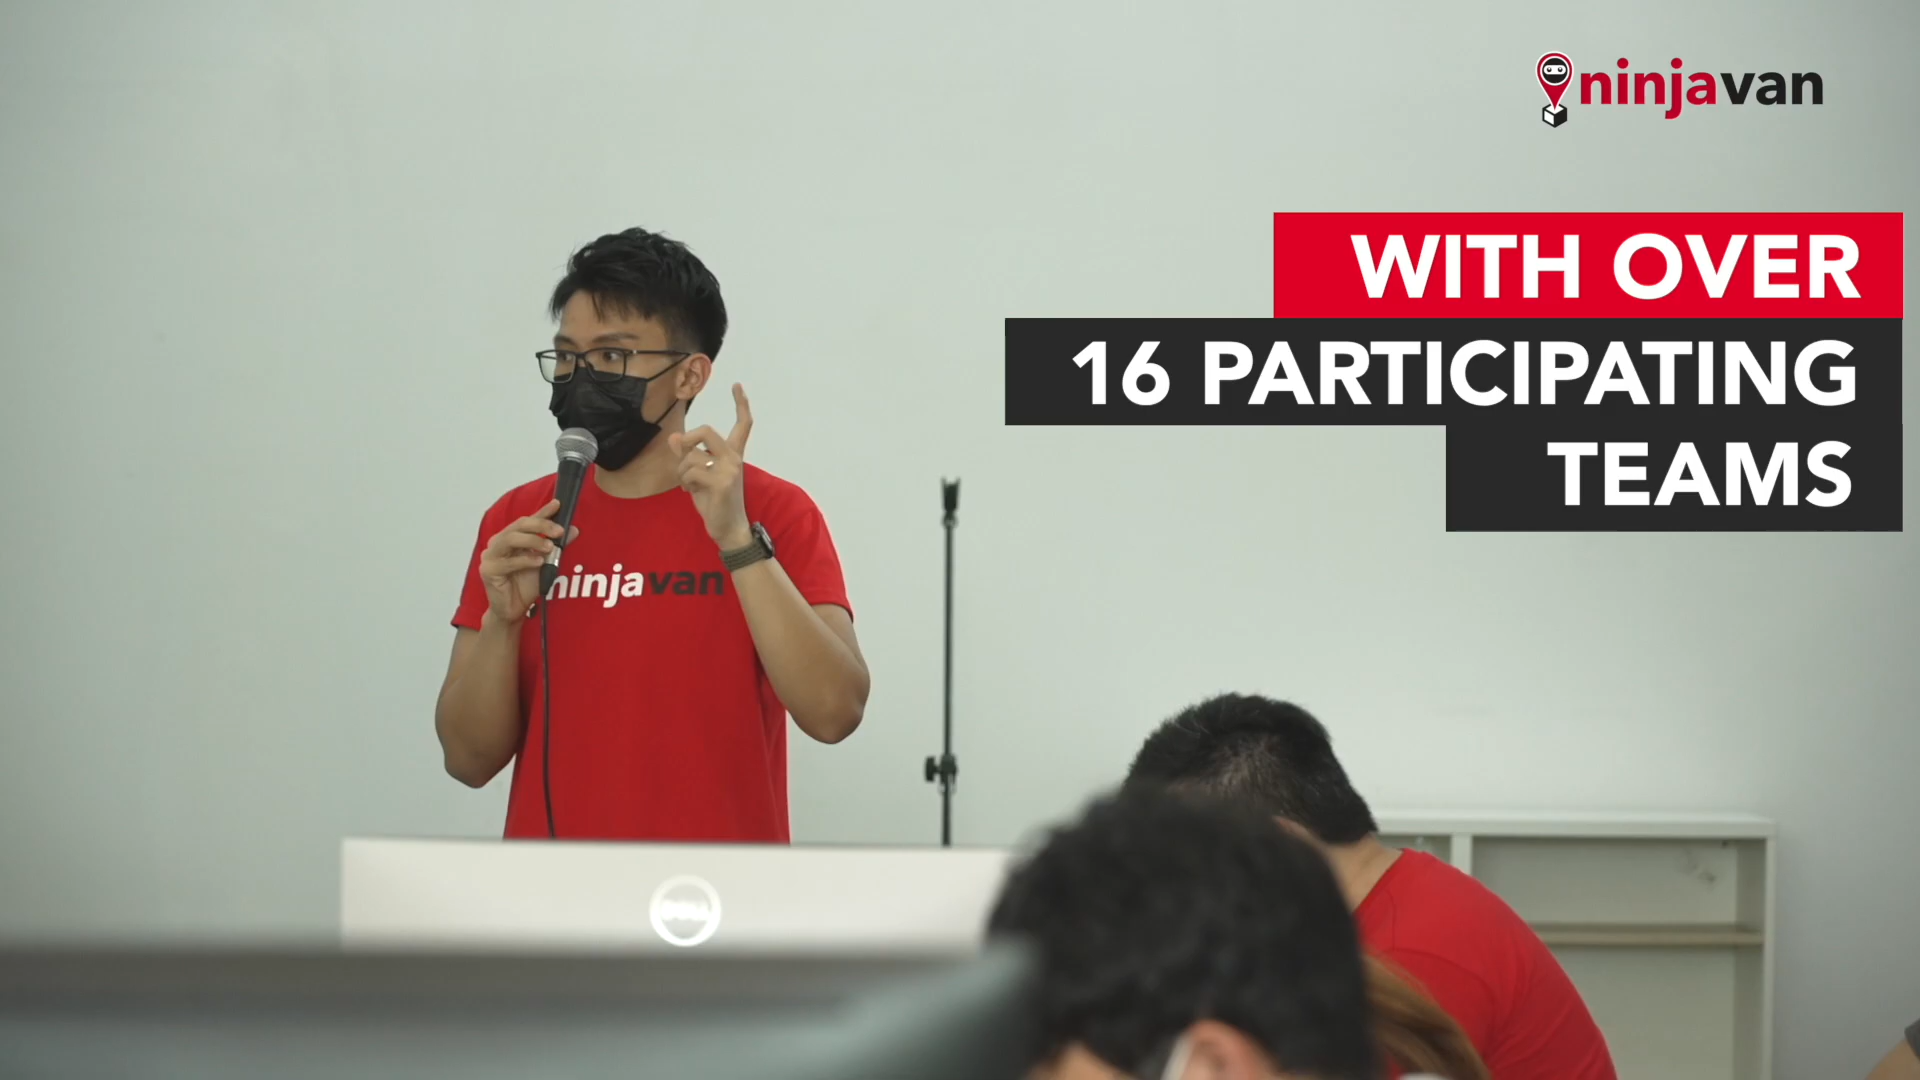 ninjavan
WITH OVER
16 PARTICIPATING
TEAMS
ninjavan
DELL